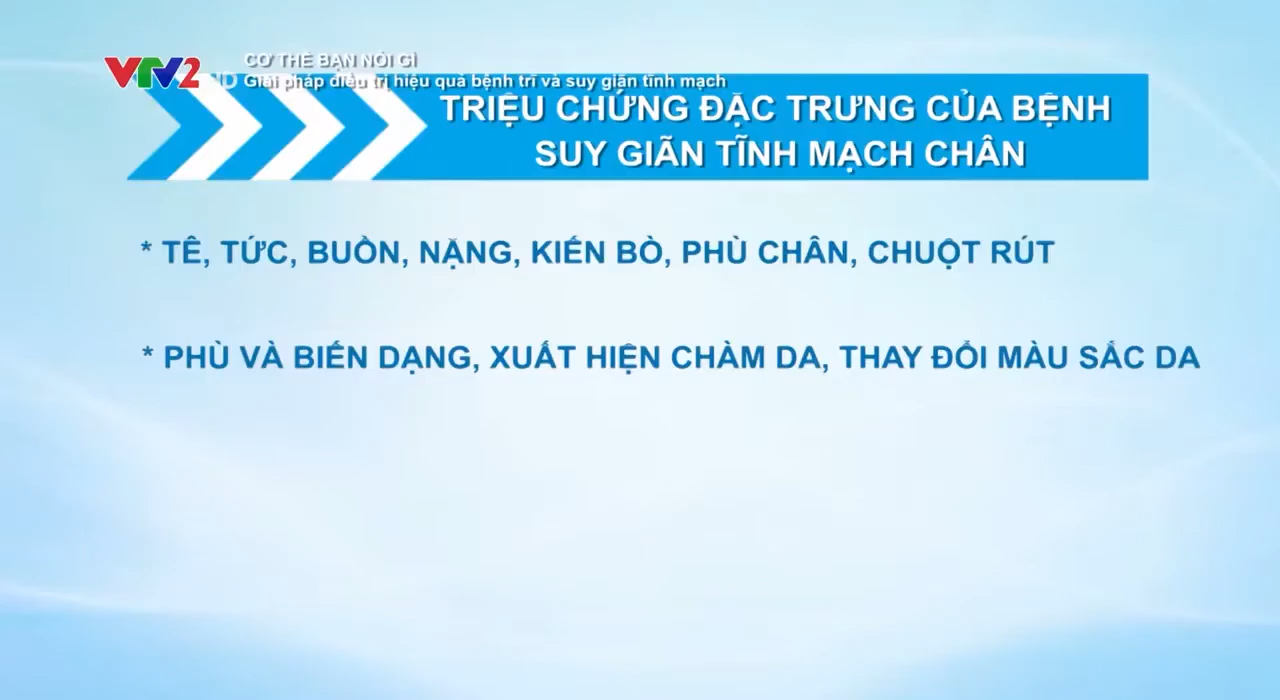 CƠ THỂ BẠN NÓI GÌ
VTV2 HD Giải pháp điều trị hiệu quả bệnh trĩ và suy giãn tĩnh mạch
TRIỆU CHỨNG ĐẶC TRƯNG CỦA BỆNH
SUY GIÃN TĨNH MẠCH CHÂN
* TÊ, TỨC, BUỒN, NẶNG, KIẾN BÒ, PHÙ CHÂN, CHUỘT RÚT
* PHÙ VÀ BIẾN DẠNG, XUẤT HIỆN CHÀM DA, THAY ĐỔI MÀU SẮC DA